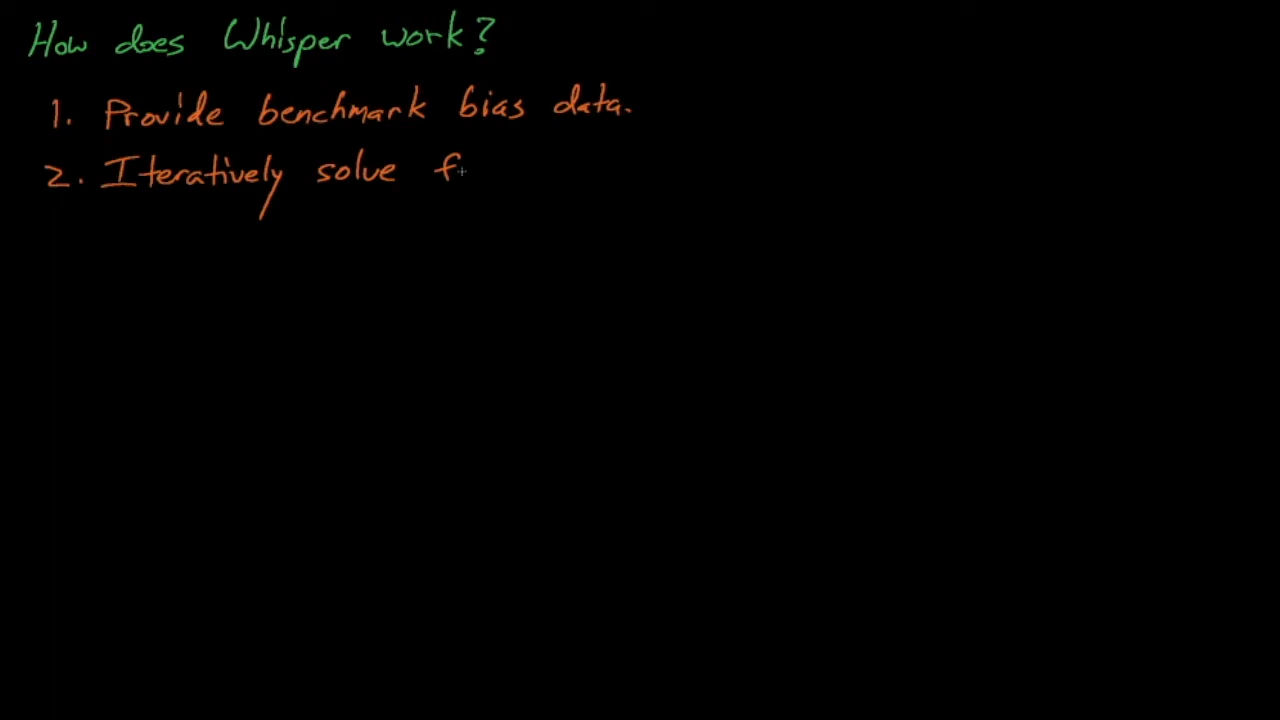 How does Whisper work?
1. Provide benchmark bias data.
2. Iteratively solve f